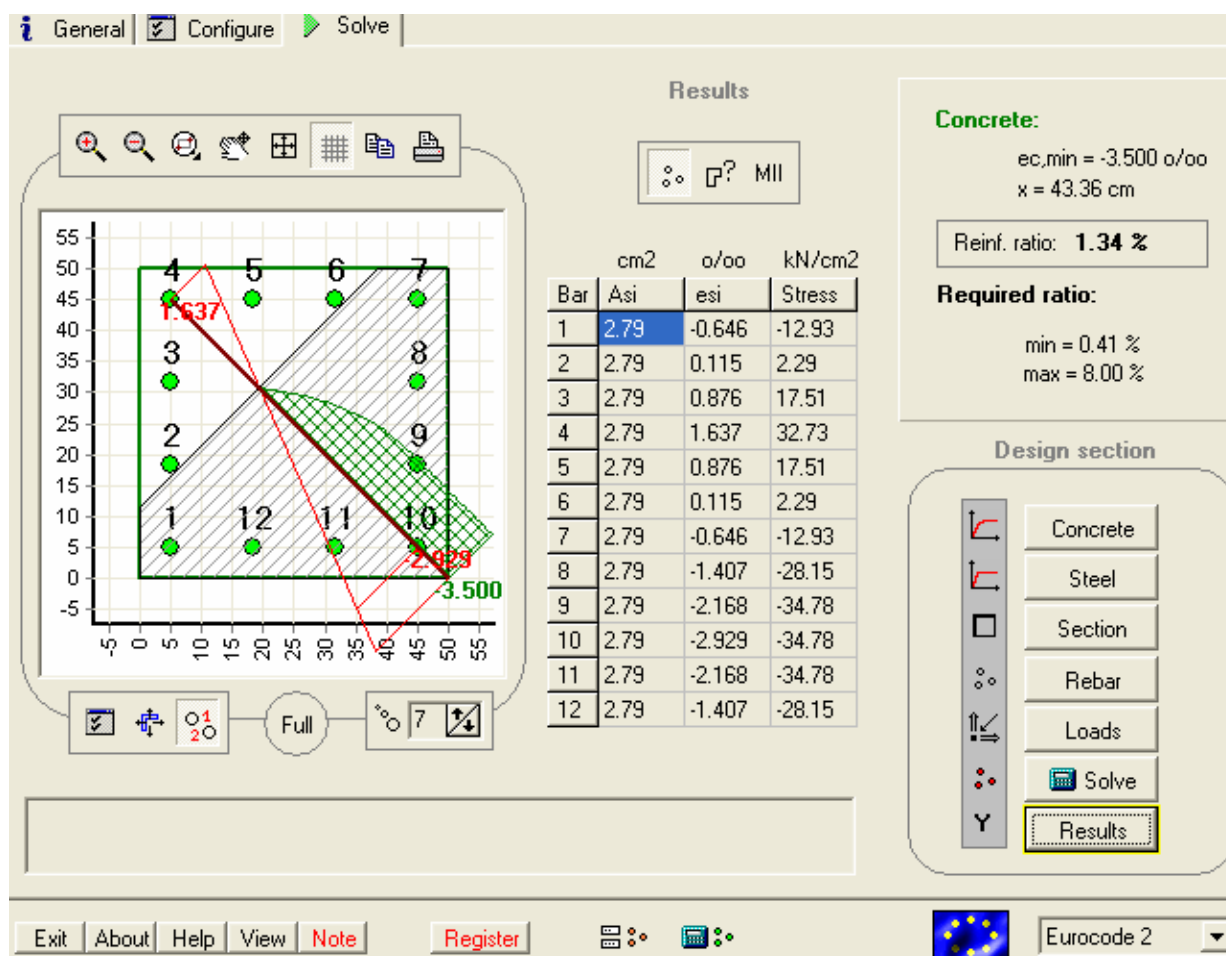 General Configure Solve
Results
Concrete:
ec,min = -3.500 o/oo
x = 43.36 cm
Reinf. ratio: 1.34 %
Required ratio:
min = 0.41 %
max = 8.00 %
MII
cm2 o/oo kN/cm2
Bar Asi esi Stress
1 2.79 -0.646 -12.93
2 2.79 0.115 2.29
3 2.79 0.876 17.51
4 2.79 1.637 32.73
5 2.79 0.876 17.51
6 2.79 0.115 2.29
7 2.79 -0.646 -12.93
8 2.79 -1.407 -28.15
9 2.79 -2.168 -34.78
10 2.79 -2.929 -34.78
11 2.79 -2.168 -34.78
12 2.79 -1.407 -28.15
55
50
45
40
35
30
25
20
15
10
5
0
-5
4 5 6 7
1.637
3 8
2 9
1 12 11 10
-2.929
-3.500
-5 0 5 10 15 20 25 30 35 40 45 50 55
1
2
Full
7
Design section
Concrete
Steel
Section
Rebar
Loads
Solve
Y Results
Exit About Help View Note Register
Eurocode 2